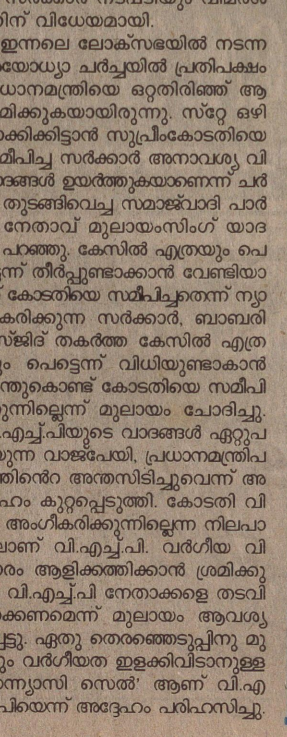 ിന് വിധേയമായി.
ഇന്നലെ ലോക്സഭയിൽ നടന്ന
യോധ്യാ ചർച്ചയിൽ പ്രതിപക്ഷം
ധാനമന്ത്രിയെ ഒറ്റതിരിഞ്ഞ് ആ
മിക്കുകയായിരുന്നു. സ്റ്റേ ഒഴി
ാക്കിക്കിട്ടാൻ സുപ്രീംകോടതിയെ
മീപിച്ച സർക്കാർ അനാവശ്യ വി
ാദങ്ങൾ ഉയർത്തുകയാണെന്ന് ചർ
തുടങ്ങിവെച്ച സമാജ്‌വാദി പാർ
നേതാവ് മുലായംസിംഗ് യാദ
പറഞ്ഞു. കേസിൽ എത്രയും പെ
ട്ടെന്ന് തീർപ്പുണ്ടാക്കാൻ വേണ്ടിയാ
കോടതിയെ സമീപിച്ചതെന്ന് ന്യാ
കരിക്കുന്ന സർക്കാർ, ബാബരി
സ്ജിദ് തകർത്ത കേസിൽ എത്ര
ും പെട്ടെന്ന് വിധിയുണ്ടാകാൻ
ന്തുകൊണ്ട് കോടതിയെ സമീപി
ുന്നില്ലെന്ന് മുലായം ചോദിച്ചു.
.എച്ച്.പിയുടെ വാദങ്ങൾ ഏറ്റുപ
യുന്ന വാജ്പേയി, പ്രധാനമന്ത്രിപ
ത്തിൻെറ അന്തസിടിച്ചുവെന്ന് അ
ഹം കുറ്റപ്പെടുത്തി. കോടതി വി
അംഗീകരിക്കുന്നില്ലെന്ന നിലപാ
ലാണ് വി.എച്ച്.പി. വർഗീയ വി
ാരം ആളിക്കത്തിക്കാൻ ശ്രമിക്കു
വി.എച്ച്.പി നേതാക്കളെ തടവി
ക്കണമെന്ന് മുലായം ആവശ്യ
പ്പെട്ടു. ഏതു തെരഞ്ഞെടുപ്പിനു മു
ും വർഗീയത ഇളക്കിവിടാനുള്ള
ന്ന്യാസി സെൽ' ആണ് വി.എ
പിയെന്ന് അദ്ദേഹം പരിഹസിച്ചു.